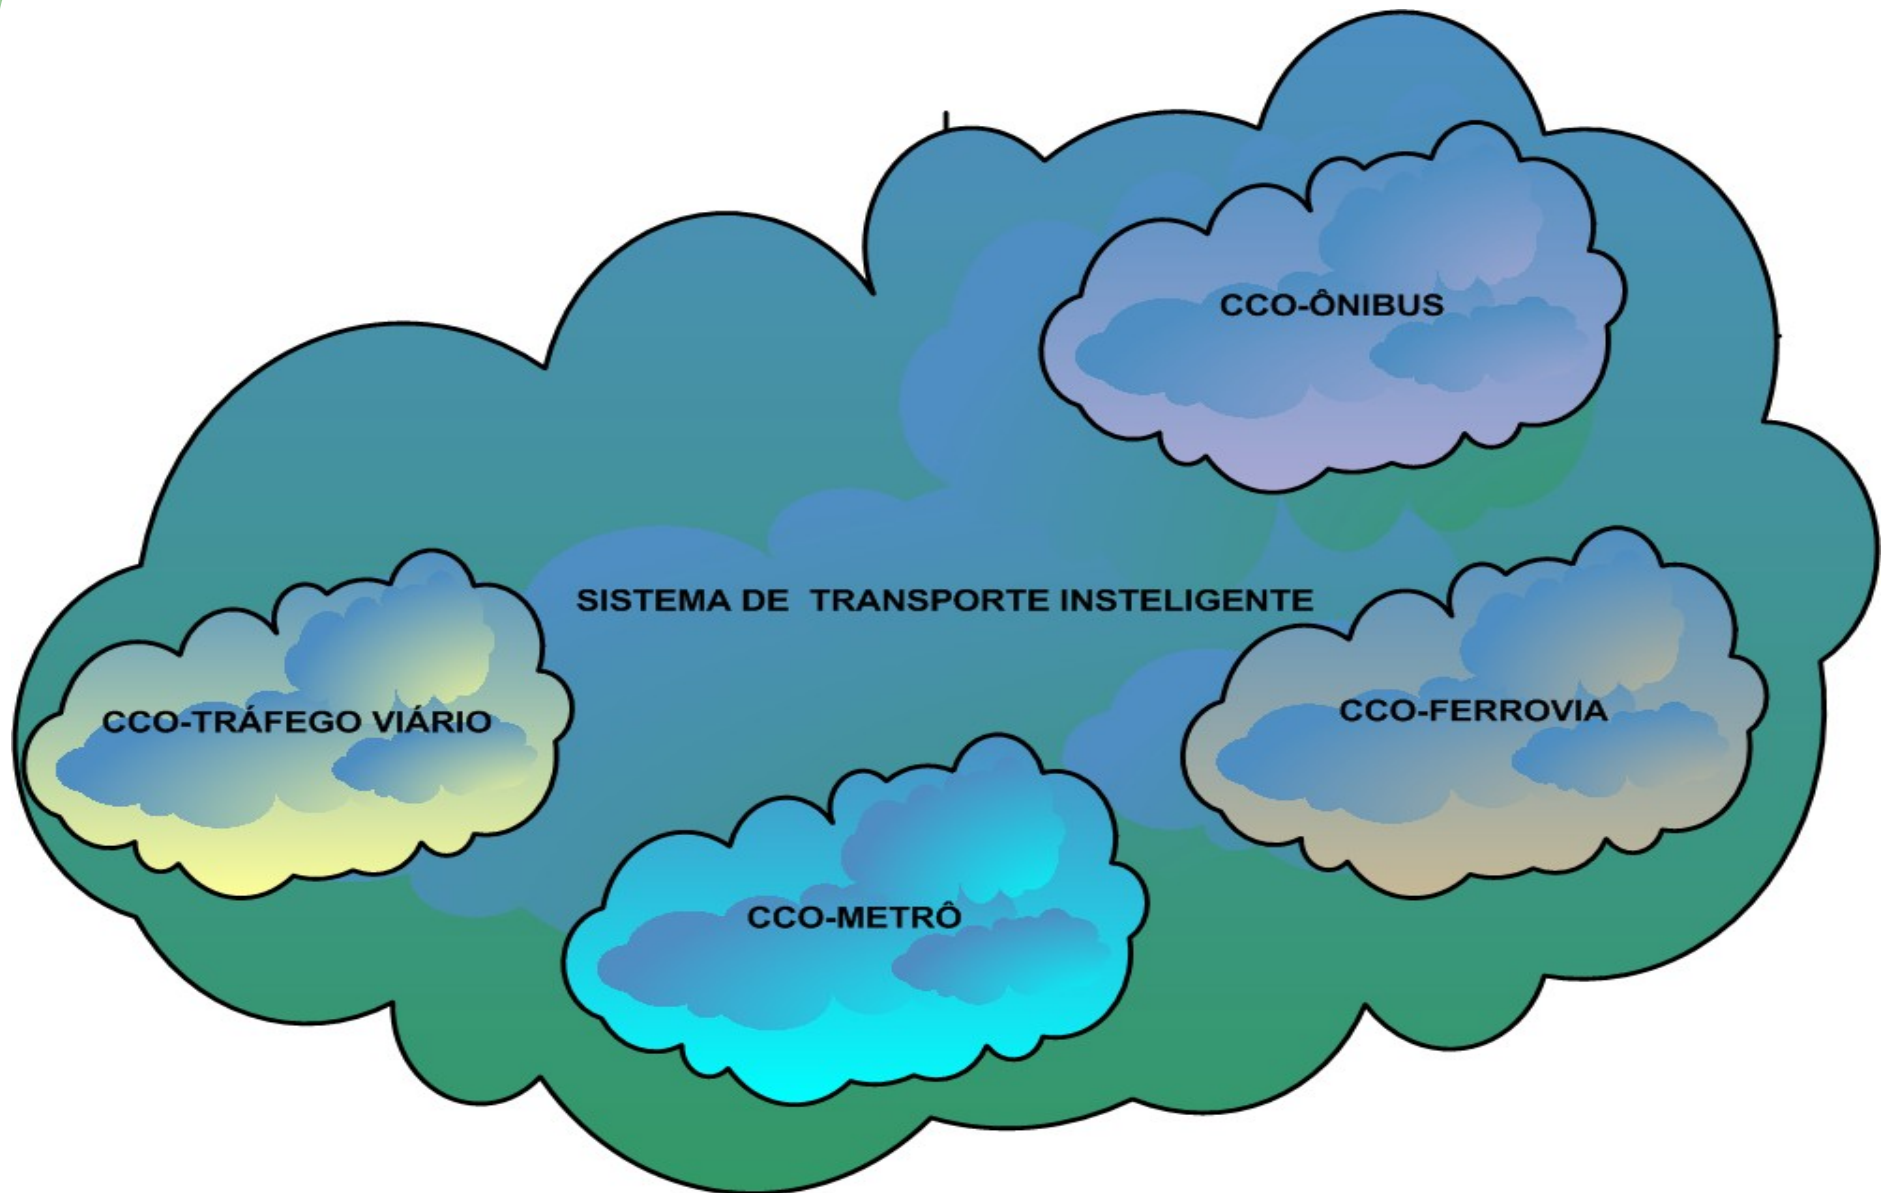 CCO-ÔNIBUS
SISTEMA DE TRANSPORTE INSTELIGENTE
CCO-FERROVIA
CCO-TRÁFEGO VIÁRIO
CCO-METRÔ